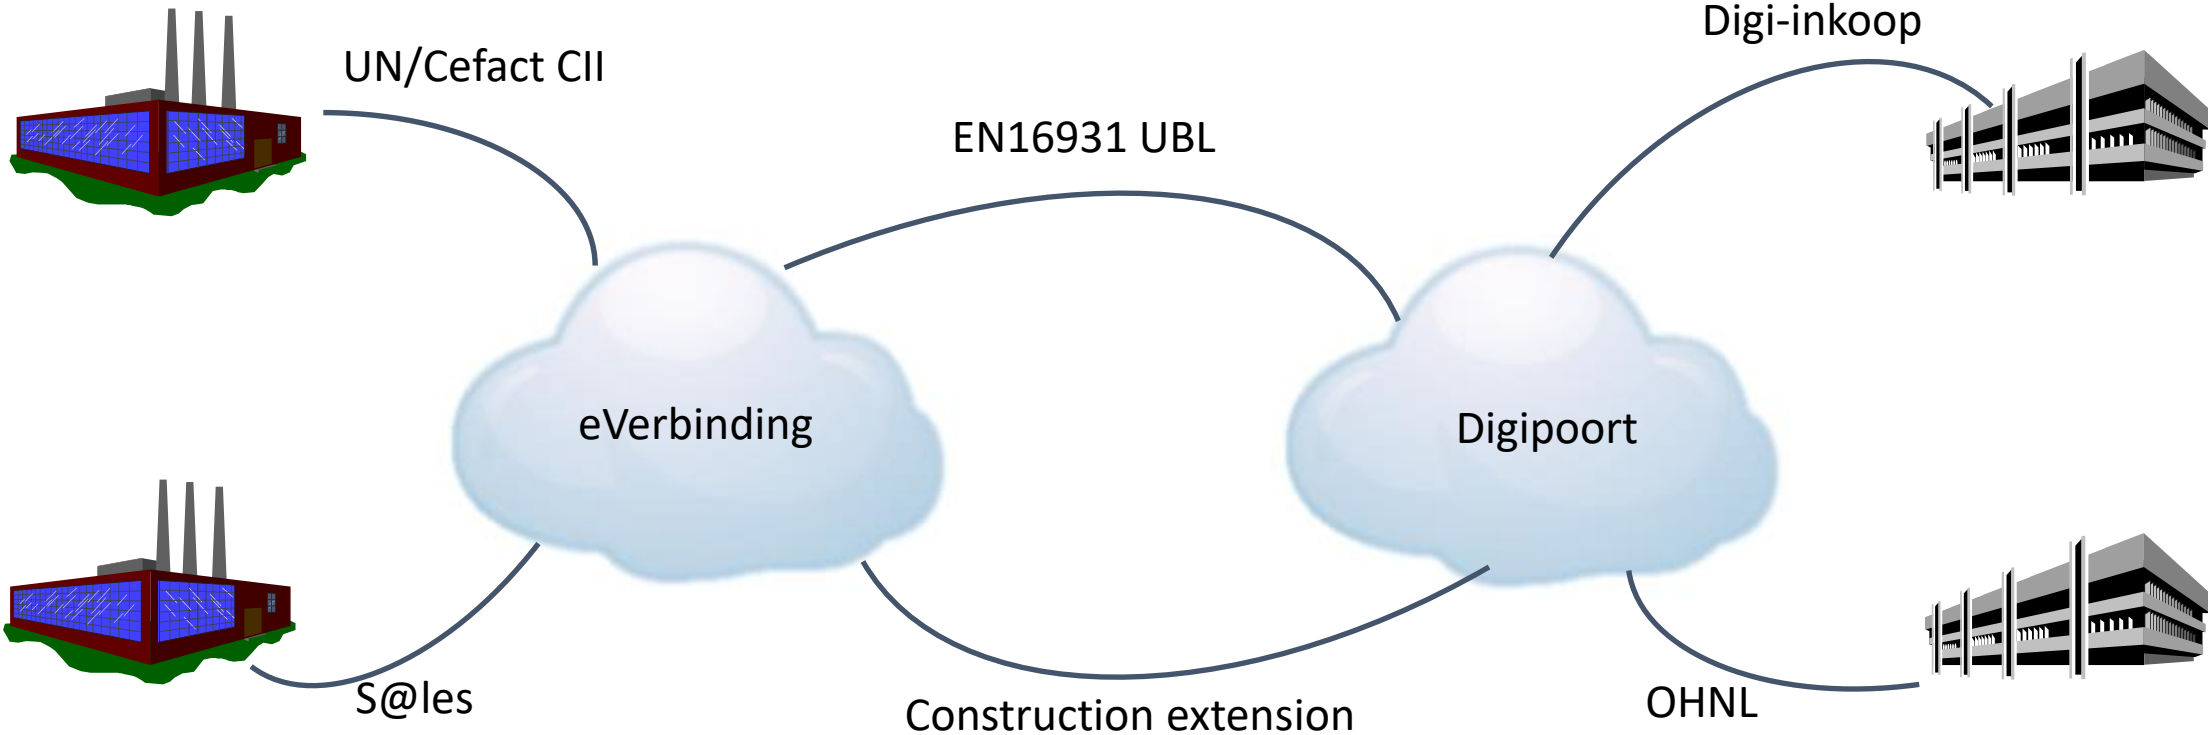 Digi-inkoop
UN/Cefact CII
EN16931 UBL
eVerbinding
Digipoort
S@les
Construction extension
OHNL